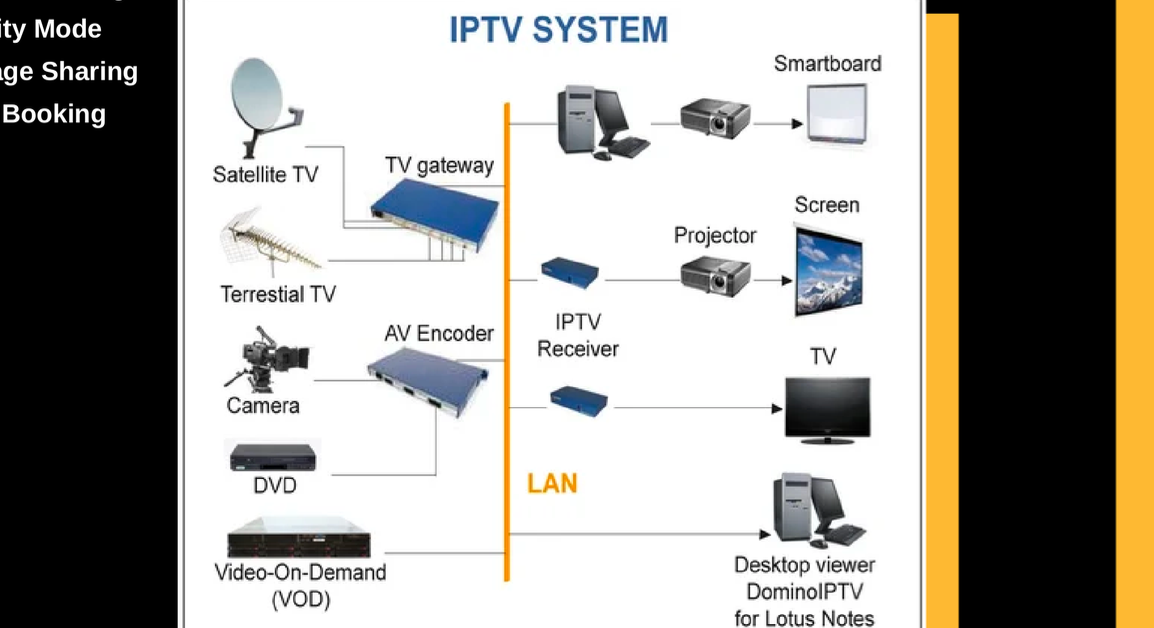 ity Mode
age Sharing
Booking
IPTV SYSTEM
Smartboard
Satellite TV
TV gateway
Screen
Projector
Terrestial TV
AV Encoder
IPTV
Receiver
TV
Camera
DVD
LAN
Video-On-Demand
(VOD)
Desktop viewer
DominoIPTV
for Lotus Notes